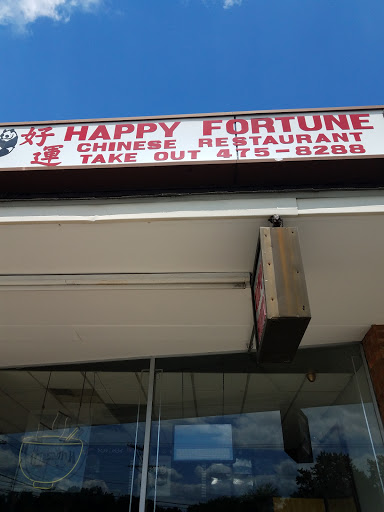 好運
HAPPY FORTUNE
CHINESE RESTAURANT
TAKE OUT 475-8288